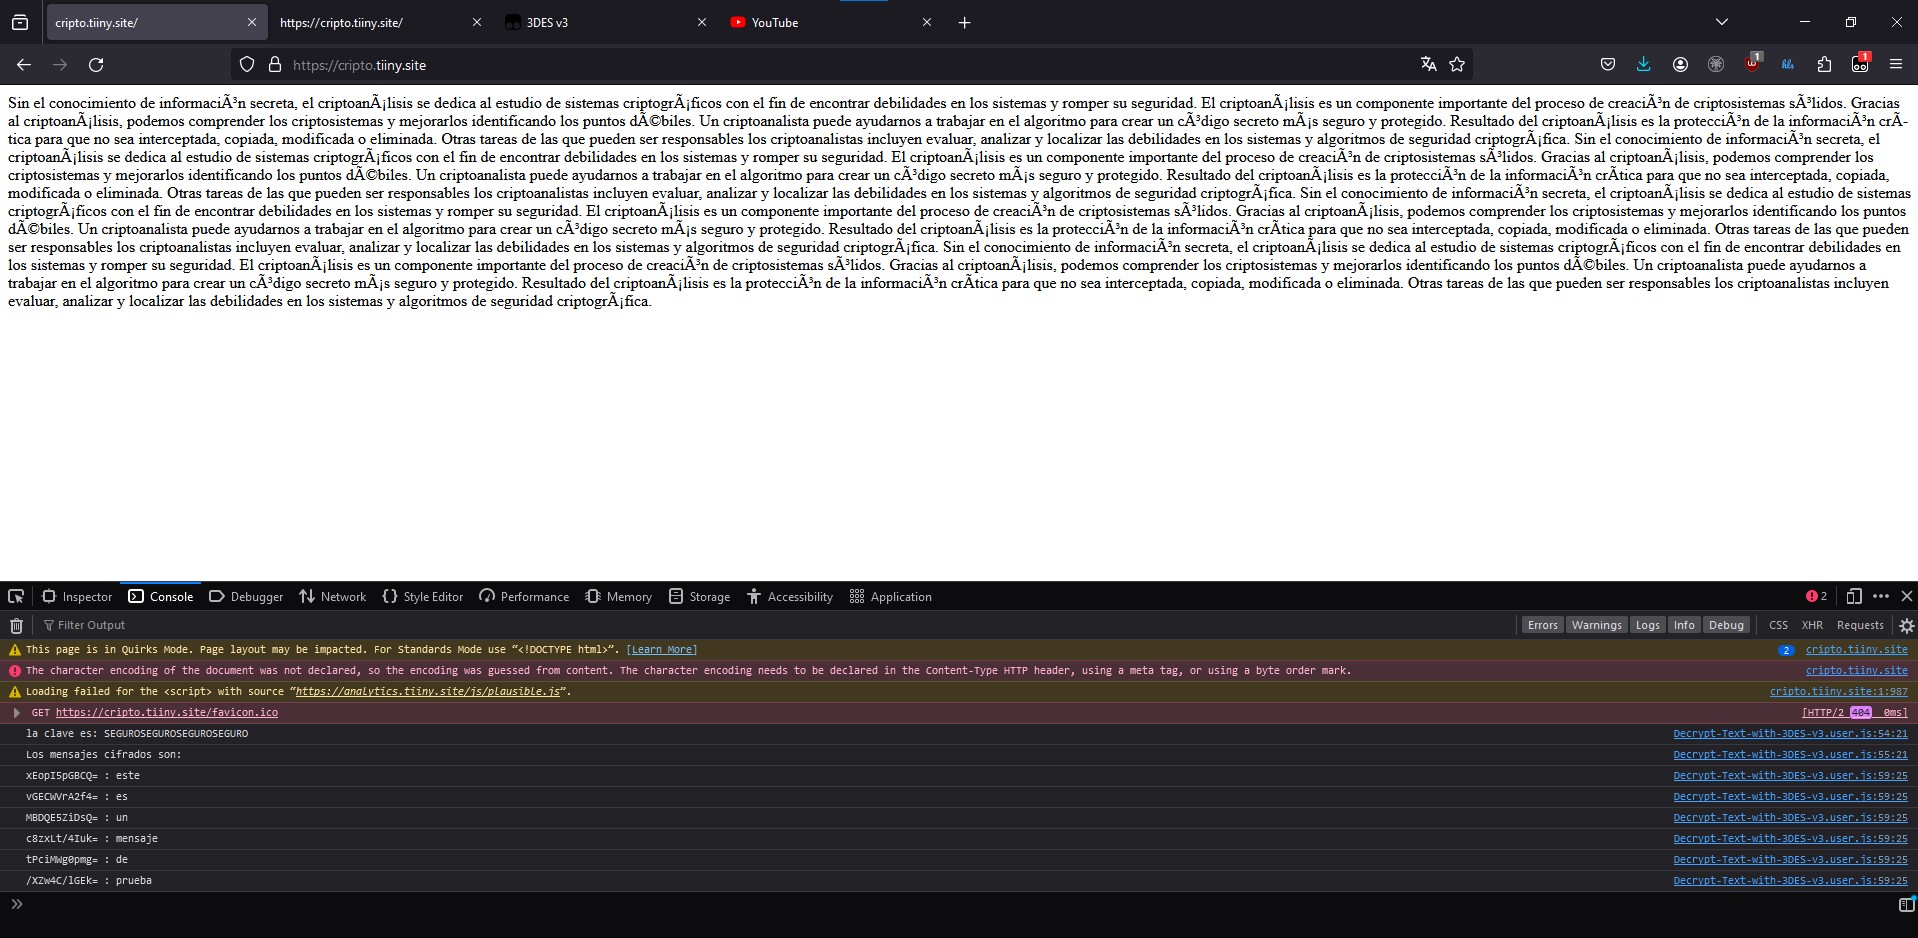 cripto.tiiny.site/
https://cripto.tiiny.site/
3DES v3
YouTube
https://cripto.tiiny.site
1
hls
1
Sin el conocimiento de informaciÃ³n secreta, el criptoanÃ¡lisis se dedica al estudio de sistemas criptogrÃ¡ficos con el fin de encontrar debilidades en los sistemas y romper su seguridad. El criptoanÃ¡lisis es un componente importante del proceso de creaciÃ³n de criptosistemas sÃ³lidos. Gracias
al criptoanÃ¡lisis, podemos comprender los criptosistemas y mejorarlos identificando los puntos dÃ©biles. Un criptoanalista puede ayudarnos a trabajar en el algoritmo para crear un cÃ³digo secreto mÃ¡s seguro y protegido. Resultado del criptoanÃ¡lisis es la protecciÃ³n de la informaciÃ³n crÃ-
tica para que no sea interceptada, copiada, modificada o eliminada. Otras tareas de las que pueden ser responsables los criptoanalistas incluyen evaluar, analizar y localizar las debilidades en los sistemas y algoritmos de seguridad criptogrÃ¡fica. Sin el conocimiento de informaciÃ³n secreta, el
criptoanÃ¡lisis se dedica al estudio de sistemas criptogrÃ¡ficos con el fin de encontrar debilidades en los sistemas y romper su seguridad. El criptoanÃ¡lisis es un componente importante del proceso de creaciÃ³n de criptosistemas sÃ³lidos. Gracias al criptoanÃ¡lisis, podemos comprender los
criptosistemas y mejorarlos identificando los puntos dÃ©biles. Un criptoanalista puede ayudarnos a trabajar en el algoritmo para crear un cÃ³digo secreto mÃ¡s seguro y protegido. Resultado del criptoanÃ¡lisis es la protecciÃ³n de la informaciÃ³n crÃtica para que no sea interceptada, copiada,
modificada o eliminada. Otras tareas de las que pueden ser responsables los criptoanalistas incluyen evaluar, analizar y localizar las debilidades en los sistemas y algoritmos de seguridad criptogrÃ¡fica. Sin el conocimiento de informaciÃ³n secreta, el criptoanÃ¡lisis se dedica al estudio de sistemas
criptogrÃ¡ficos con el fin de encontrar debilidades en los sistemas y romper su seguridad. El criptoanÃ¡lisis es un componente importante del proceso de creaciÃ³n de criptosistemas sÃ³lidos. Gracias al criptoanÃ¡lisis, podemos comprender los criptosistemas y mejorarlos identificando los puntos
dÃ©biles. Un criptoanalista puede ayudarnos a trabajar en el algoritmo para crear un cÃ³digo secreto mÃ¡s seguro y protegido. Resultado del criptoanÃ¡lisis es la protecciÃ³n de la informaciÃ³n crÃtica para que no sea interceptada, copiada, modificada o eliminada. Otras tareas de las que pueden
ser responsables los criptoanalistas incluyen evaluar, analizar y localizar las debilidades en los sistemas y algoritmos de seguridad criptogrÃ¡fica. Sin el conocimiento de informaciÃ³n secreta, el criptoanÃ¡lisis se dedica al estudio de sistemas criptogrÃ¡ficos con el fin de encontrar debilidades en
los sistemas y romper su seguridad. El criptoanÃ¡lisis es un componente importante del proceso de creaciÃ³n de criptosistemas sÃ³lidos. Gracias al criptoanÃ¡lisis, podemos comprender los criptosistemas y mejorarlos identificando los puntos dÃ©biles. Un criptoanalista puede ayudarnos a
trabajar en el algoritmo para crear un cÃ³digo secreto mÃ¡s seguro y protegido. Resultado del criptoanÃ¡lisis es la protecciÃ³n de la informaciÃ³n crÃtica para que no sea interceptada, copiada, modificada o eliminada. Otras tareas de las que pueden ser responsables los criptoanalistas incluyen
evaluar, analizar y localizar las debilidades en los sistemas y algoritmos de seguridad criptogrÃ¡fica.
Inspector Console Debugger Network Style Editor Performance Memory Storage Accessibility Application 2
Filter Output Errors Warnings Logs Info Debug CSS XHR Requests
This page is in Quirks Mode. Page layout may be impacted. For Standards Mode use “<!DOCTYPE html>”. [Learn More] 2 cripto.tiiny.site
The character encoding of the document was not declared, so the encoding was guessed from content. The character encoding needs to be declared in the Content-Type HTTP header, using a meta tag, or using a byte order mark. cripto.tiiny.site
Loading failed for the <script> with source “https://analytics.tiiny.site/js/plausible.js”. cripto.tiiny.site:1:987
GET https://cripto.tiiny.site/favicon.ico [HTTP/2 404 0ms]
la clave es: SEGUROSEGUROSEGUROSEGURO Decrypt-Text-with-3DES-v3.user.js:54:21
Los mensajes cifrados son: Decrypt-Text-with-3DES-v3.user.js:55:21
xEopI5pGBCQ= : este Decrypt-Text-with-3DES-v3.user.js:59:25
vGECWVrA2f4= : es Decrypt-Text-with-3DES-v3.user.js:59:25
MBDQE5ZiDsQ= : un Decrypt-Text-with-3DES-v3.user.js:59:25
c8zxLt/4Iuk= : mensaje Decrypt-Text-with-3DES-v3.user.js:59:25
tPciMWg0pmg= : de Decrypt-Text-with-3DES-v3.user.js:59:25
/XZw4C/lGEk= : prueba Decrypt-Text-with-3DES-v3.user.js:59:25